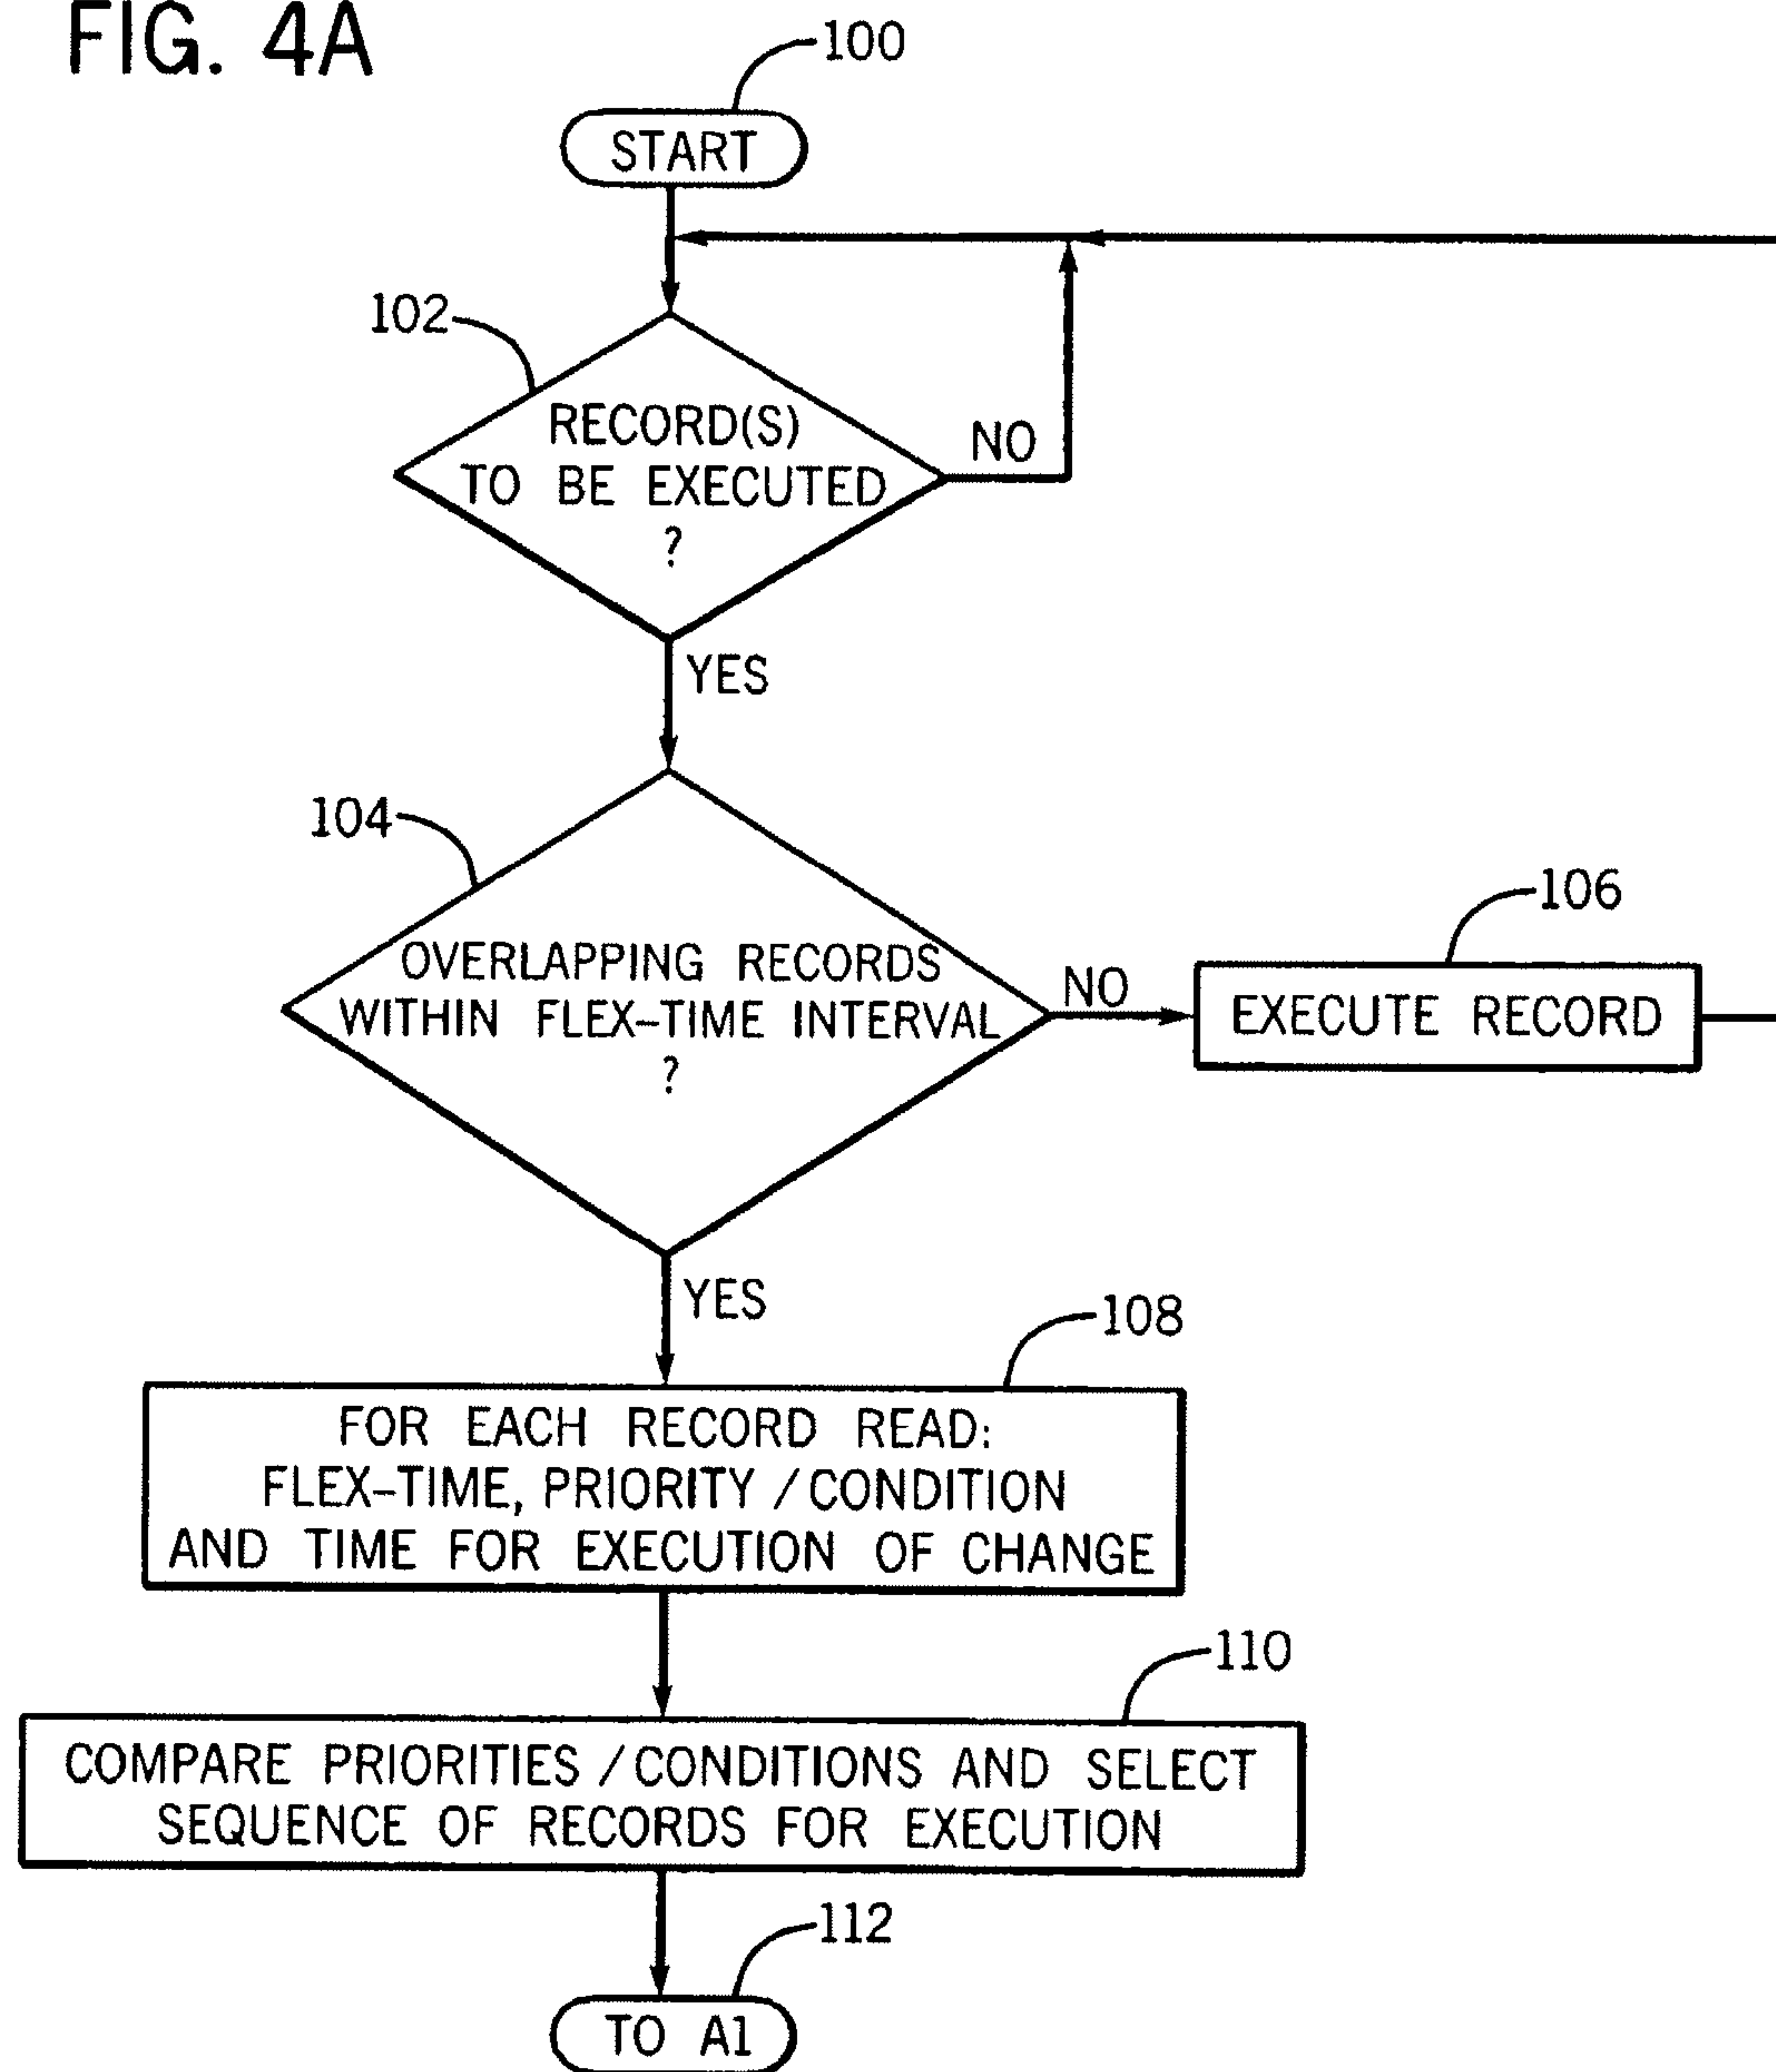 FIG. 4A
100
START
102
RECORD(S)
TO BE EXECUTED
?
NO
YES
104
OVERLAPPING RECORDS
WITHIN FLEX-TIME INTERVAL
?
NO
106
EXECUTE RECORD
YES
108
FOR EACH RECORD READ:
FLEX-TIME, PRIORITY/CONDITION
AND TIME FOR EXECUTION OF CHANGE
110
COMPARE PRIORITIES/CONDITIONS AND SELECT
SEQUENCE OF RECORDS FOR EXECUTION
112
TO A1